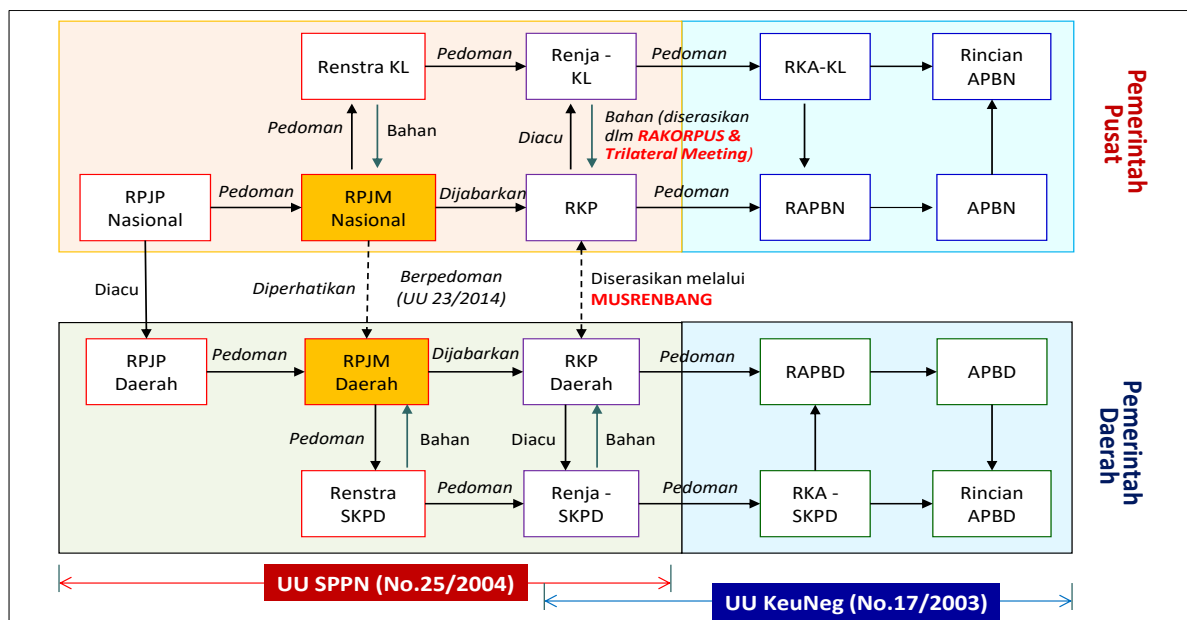 Pedoman
Pedoman
Renstra KL
Renja -
KL
RKA-KL
Rincian
APBN
Pedoman
Bahan
Diacu
Bahan (diserasikan
dlm RAKORPUS &
Trilateral Meeting)
RPJP
Nasional
Pedoman
RPJM
Nasional
Dijabarkan
RKP
Pedoman
RAPBN
APBN
Pemerintah
Pusat
Diacu
Diperhatikan
Berpedoman
(UU 23/2014)
Diserasikan melalui
MUSRENBANG
RPJP
Daerah
Pedoman
RPJM
Daerah
Dijabarkan
RKP
Daerah
Pedoman
RAPBD
APBD
Pedoman
Bahan
Diacu
Bahan
Renstra
SKPD
Pedoman
Renja -
SKPD
Pedoman
RKA -
SKPD
Rincian
APBD
Pemerintah
Daerah
UU SPPN (No.25/2004)
UU KeuNeg (No.17/2003)